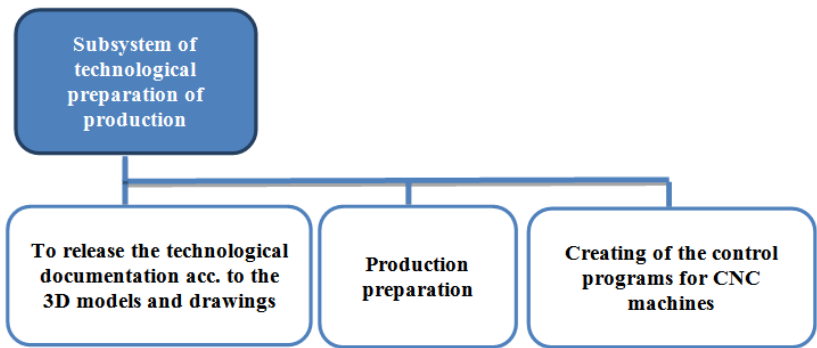 Subsystem of
technological
preparation of
production
To release the technological
documentation acc. to the
3D models and drawings
Production
preparation
Creating of the control
programs for CNC
machines